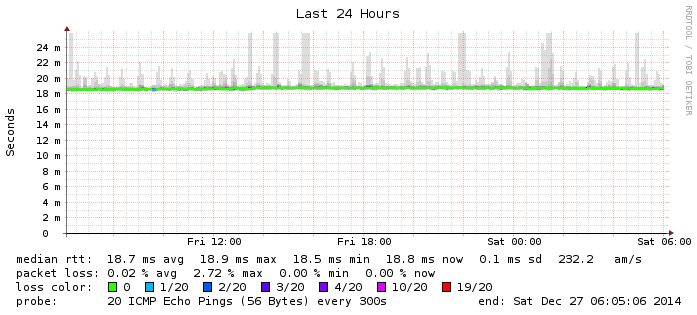 Last 24 Hours
RRDTOOL / TOBI OETIKER
Seconds
24 m
22 m
20 m
18 m
16 m
14 m
12 m
10 m
8 m
6 m
4 m
2 m
0
Fri 12:00 Fri 18:00 Sat 00:00 Sat 06:00
median rtt: 18.7 ms avg 18.9 ms max 18.5 ms min 18.8 ms now 0.1 ms sd 232.2 am/s
packet loss: 0.02 % avg 2.72 % max 0.00 % min 0.00 % now
loss color: 0 1/20 2/20 3/20 4/20 10/20 19/20
probe: 20 ICMP Echo Pings (56 Bytes) every 300s end: Sat Dec 27 06:05:06 2014